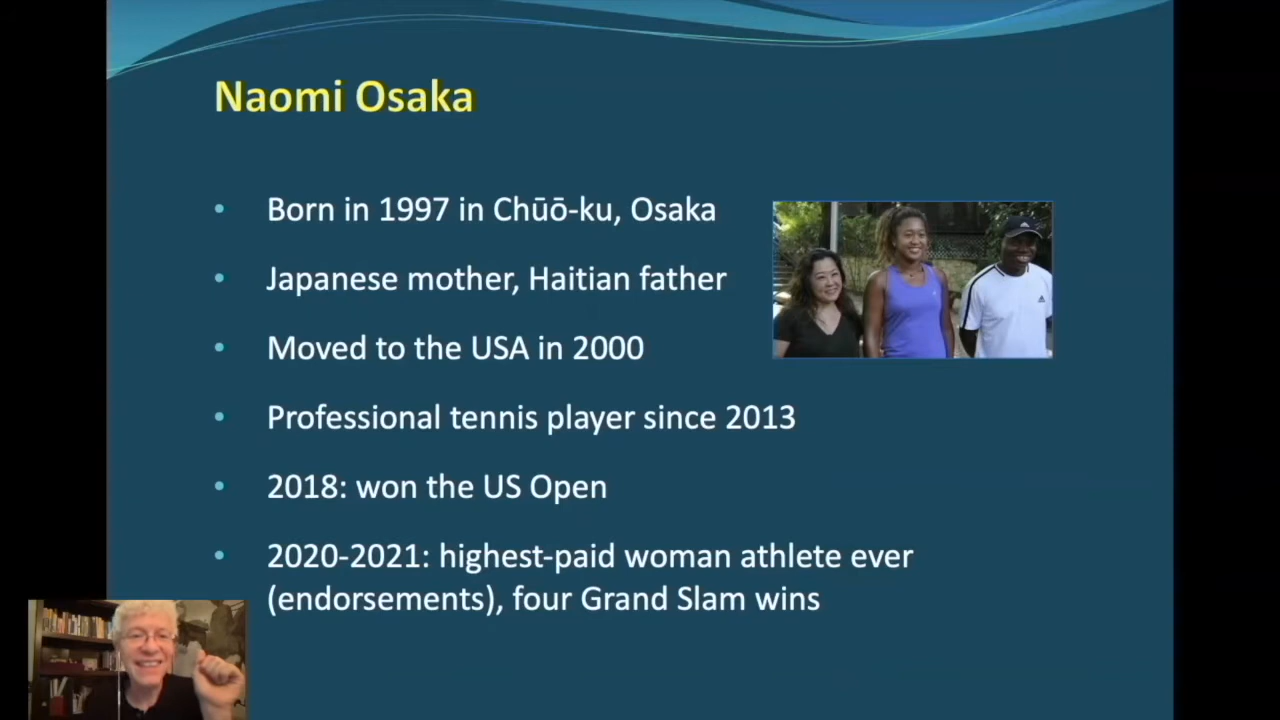 Naomi Osaka
• Born in 1997 in Chūō-ku, Osaka
• Japanese mother, Haitian father
• Moved to the USA in 2000
• Professional tennis player since 2013
• 2018: won the US Open
• 2020-2021: highest-paid woman athlete ever
(endorsements), four Grand Slam wins